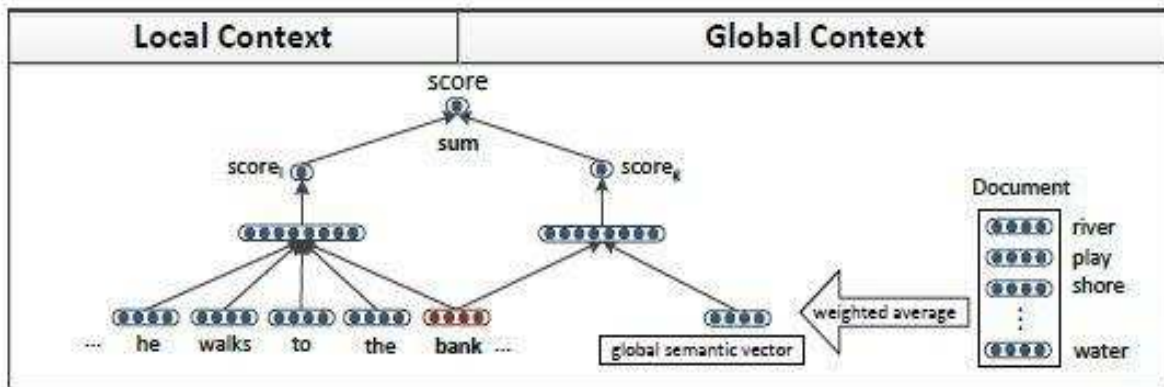 Local Context
Global Context
score
sum
score_l
score_g
Document
river
play
shore
⋮
water
weighted average
global semantic vector
... he walks to the bank ...